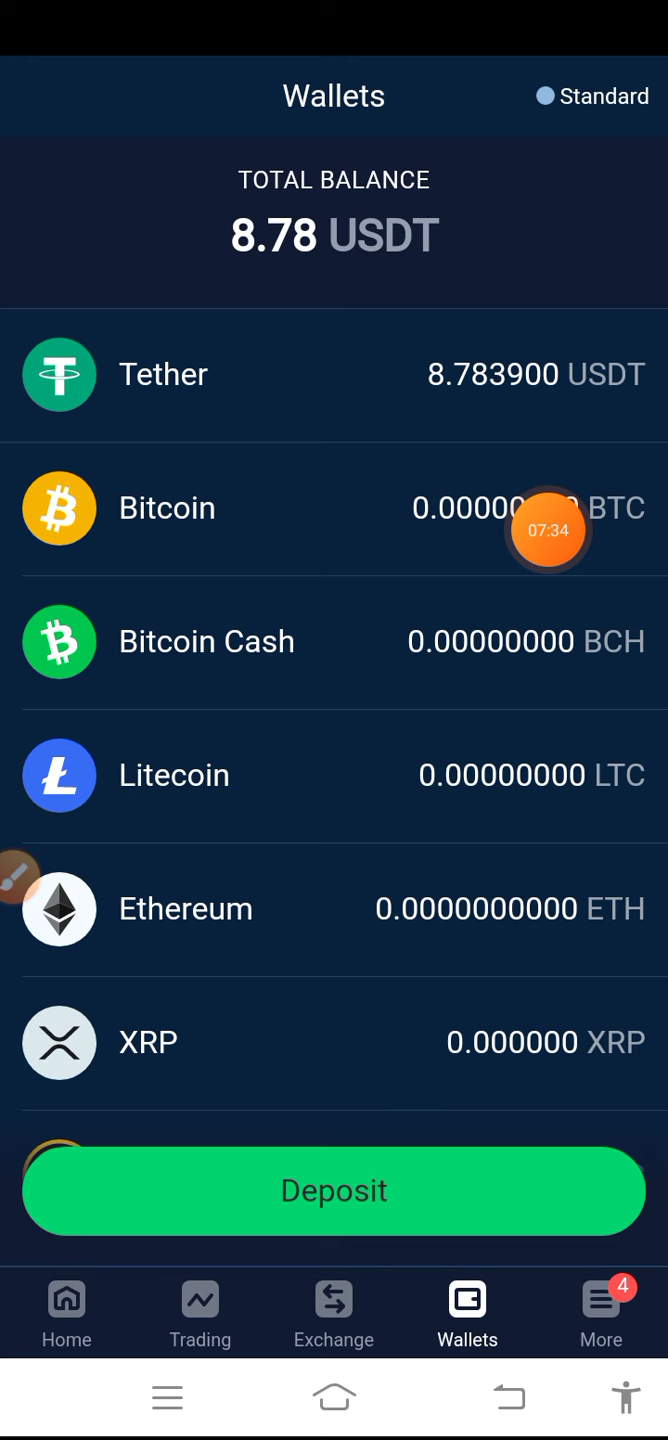 Wallets
Standard
TOTAL BALANCE
8.78 USDT
Tether 8.783900 USDT
Bitcoin BTC
07:34
Bitcoin Cash 0.00000000 BCH
Litecoin 0.00000000 LTC
Ethereum 0.0000000000 ETH
XRP 0.000000 XRP
Deposit
4
Home Trading Exchange Wallets More